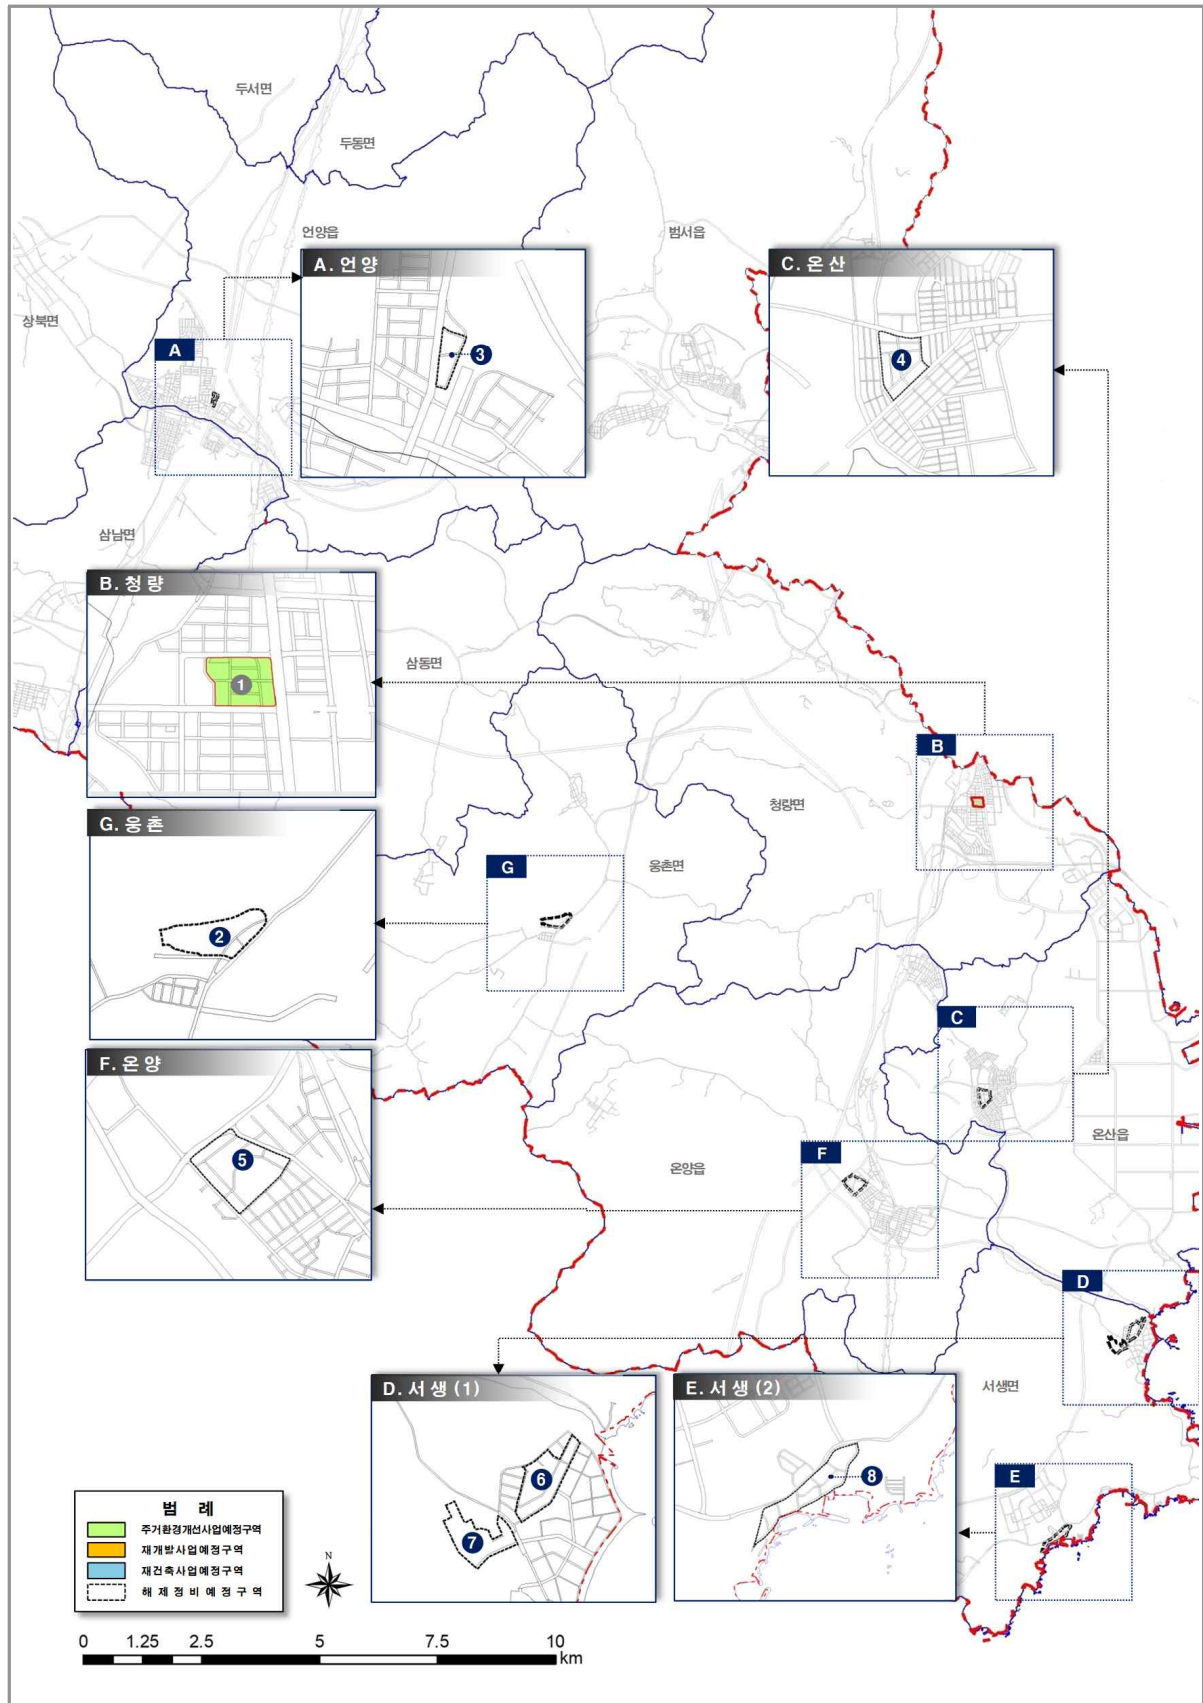 두서면
두동면
언양읍
범서읍
A. 언양
3
C. 온산
4
상북면
A
삼남면
B. 청량
1
삼동면
B
청량면
G. 웅촌
2
G
웅촌면
C
F. 온양
5
온양읍
F
온산읍
D
D. 서생 (1)
6
7
E. 서생 (2)
8
서생면
E
범 례
주거환경개선사업예정구역
재개발사업예정구역
재건축사업예정구역
해제정비예정구역
N
0 1.25 2.5 5 7.5 10
km